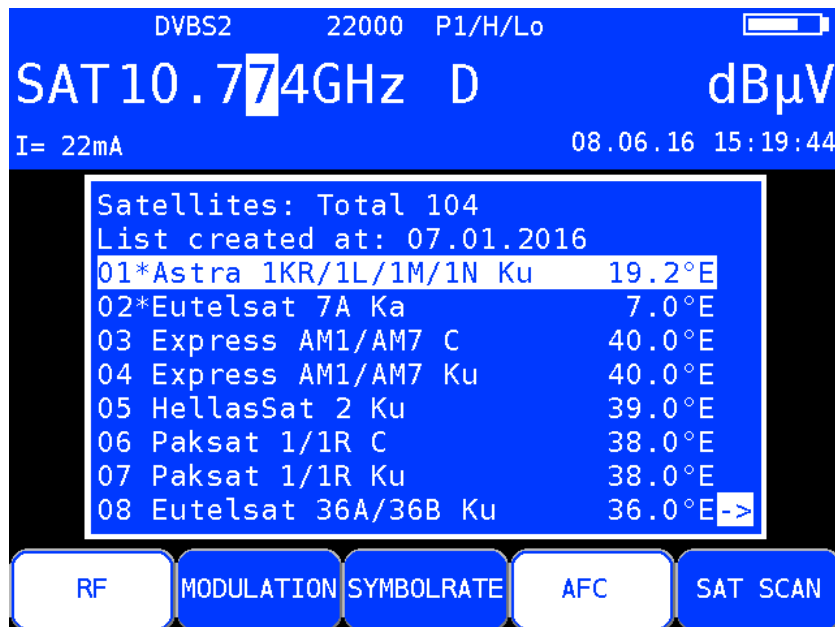 DVBS2 22000 P1/H/Lo
SAT 10.774GHz D dBµV
I= 22mA 08.06.16 15:19:44
Satellites: Total 104
List created at: 07.01.2016
01*Astra 1KR/1L/1M/1N Ku 19.2°E
02*Eutelsat 7A Ka 7.0°E
03 Express AM1/AM7 C 40.0°E
04 Express AM1/AM7 Ku 40.0°E
05 HellasSat 2 Ku 39.0°E
06 Paksat 1/1R C 38.0°E
07 Paksat 1/1R Ku 38.0°E
08 Eutelsat 36A/36B Ku 36.0°E->
RF MODULATION SYMBOLRATE AFC SAT SCAN